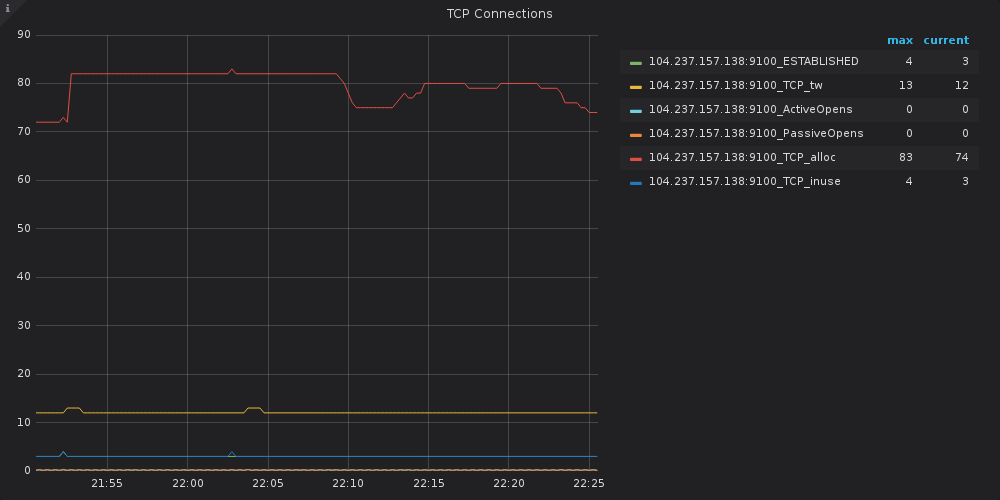 i
TCP Connections
90
80
70
60
50
40
30
20
10
0
21:55 22:00 22:05 22:10 22:15 22:20 22:25
max current
104.237.157.138:9100_ESTABLISHED 4 3
104.237.157.138:9100_TCP_tw 13 12
104.237.157.138:9100_ActiveOpens 0 0
104.237.157.138:9100_PassiveOpens 0 0
104.237.157.138:9100_TCP_alloc 83 74
104.237.157.138:9100_TCP_inuse 4 3